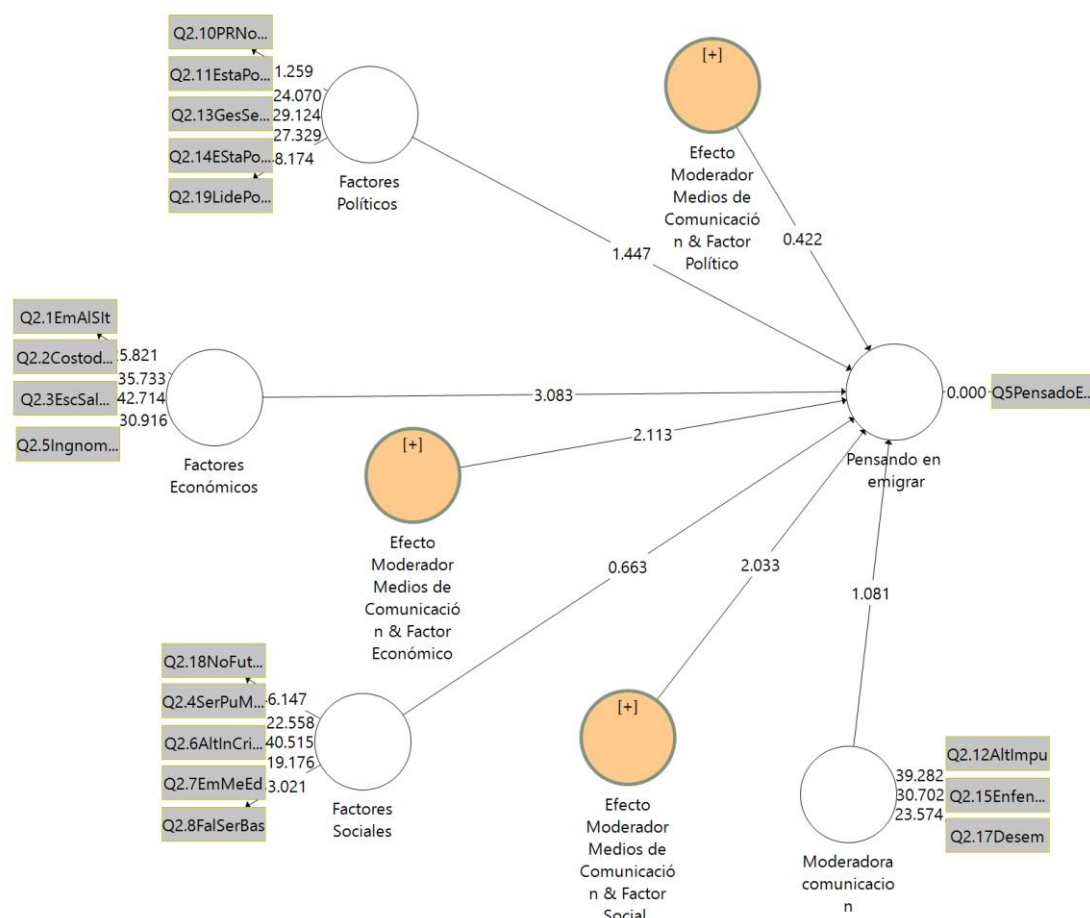 Q2.10PRNo...
Q2.11EstaPo...
Q2.13GesSe...
Q2.14EStaPo...
Q2.19LidePo...
1.259
24.070
29.124
27.329
8.174
Factores
Políticos
[+]
Efecto
Moderador
Medios de
Comunicació
n & Factor
Político
0.422
1.447
Q2.1EmAlSIt
Q2.2Costod...
Q2.3EscSal...
Q2.5Ingnom...
5.821
35.733
42.714
30.916
Factores
Económicos
3.083
[+]
Efecto
Moderador
Medios de
Comunicació
n & Factor
Económico
2.113
Pensando en
emigrar
0.000
Q5PensadoE...
Q2.18NoFut...
Q2.4SerPuM...
Q2.6AltInCri...
Q2.7EmMeEd
Q2.8FalSerBas
6.147
22.558
40.515
19.176
3.021
Factores
Sociales
0.663
[+]
Efecto
Moderador
Medios de
Comunicació
n & Factor
Social
2.033
1.081
Moderadora
comunicacio
n
39.282
30.702
23.574
Q2.12AltImpu
Q2.15Enfen...
Q2.17Desem